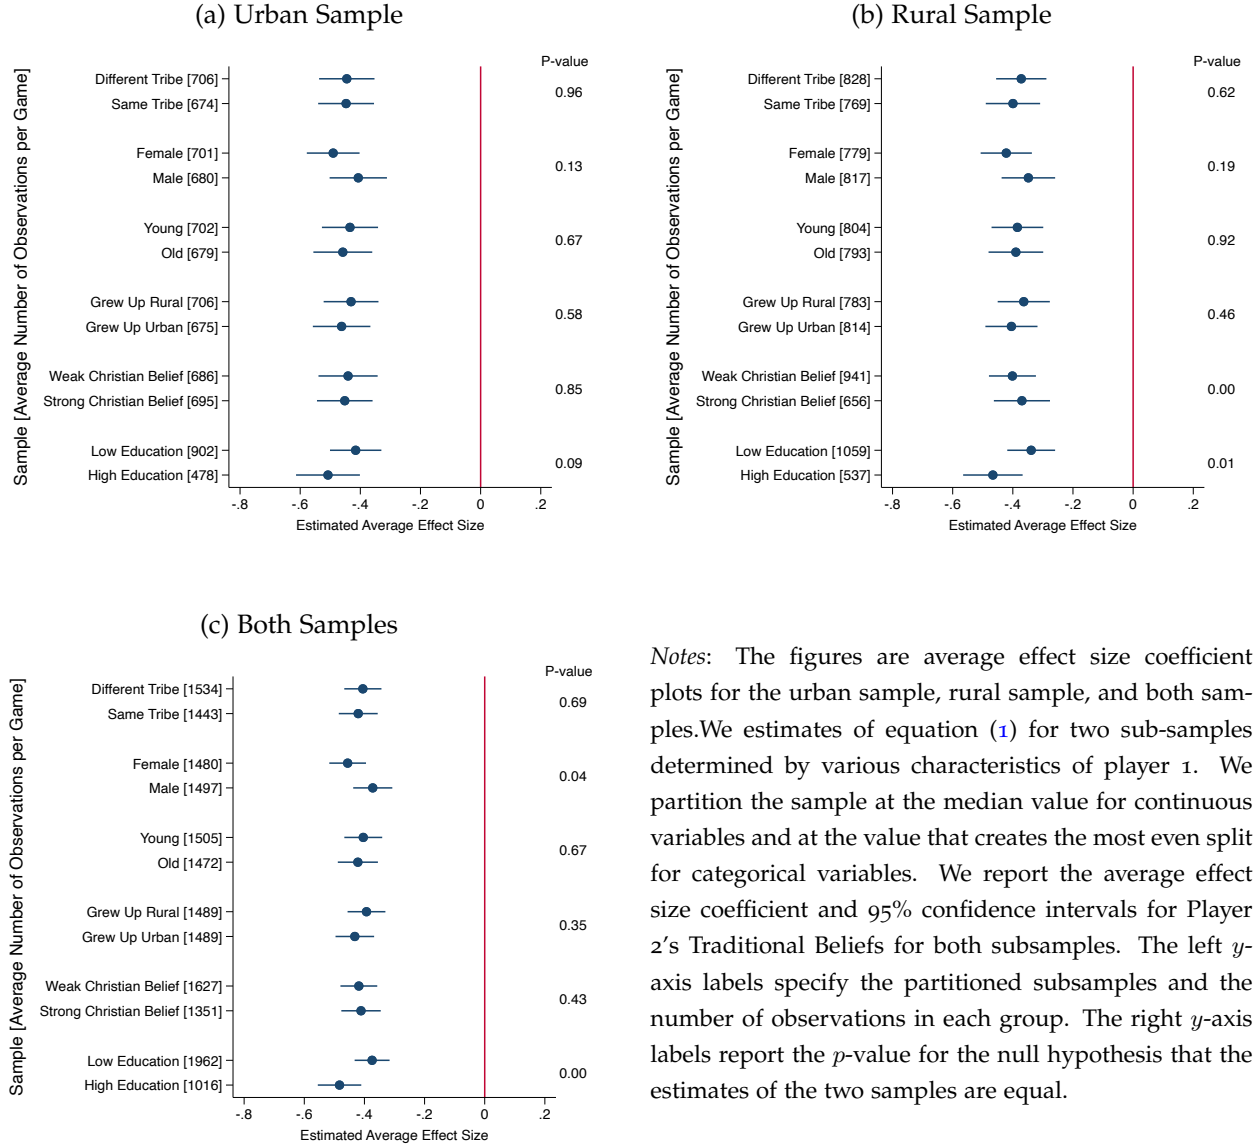 (a) Urban Sample
P-value
Sample [Average Number of Observations per Game]
Different Tribe [706]
0.96
Same Tribe [674]
Female [701]
0.13
Male [680]
Young [702]
0.67
Old [679]
Grew Up Rural [706]
0.58
Grew Up Urban [675]
Weak Christian Belief [686]
0.85
Strong Christian Belief [695]
Low Education [902]
0.09
High Education [478]
-.8 -.6 -.4 -.2 0 .2
Estimated Average Effect Size
(b) Rural Sample
P-value
Sample [Average Number of Observations per Game]
Different Tribe [828]
0.62
Same Tribe [769]
Female [779]
0.19
Male [817]
Young [804]
0.92
Old [793]
Grew Up Rural [783]
0.46
Grew Up Urban [814]
Weak Christian Belief [941]
0.00
Strong Christian Belief [656]
Low Education [1059]
0.01
High Education [537]
-.8 -.6 -.4 -.2 0 .2
Estimated Average Effect Size
(c) Both Samples
P-value
Sample [Average Number of Observations per Game]
Different Tribe [1534]
0.69
Same Tribe [1443]
Female [1480]
0.04
Male [1497]
Young [1505]
0.67
Old [1472]
Grew Up Rural [1489]
0.35
Grew Up Urban [1489]
Weak Christian Belief [1627]
0.43
Strong Christian Belief [1351]
Low Education [1962]
0.00
High Education [1016]
-.8 -.6 -.4 -.2 0 .2
Estimated Average Effect Size
Notes: The figures are average effect size coefficient
plots for the urban sample, rural sample, and both sam-
ples.We estimates of equation (1) for two sub-samples
determined by various characteristics of player 1. We
partition the sample at the median value for continuous
variables and at the value that creates the most even split
for categorical variables. We report the average effect
size coefficient and 95% confidence intervals for Player
2's Traditional Beliefs for both subsamples. The left y-
axis labels specify the partitioned subsamples and the
number of observations in each group. The right y-axis
labels report the p-value for the null hypothesis that the
estimates of the two samples are equal.